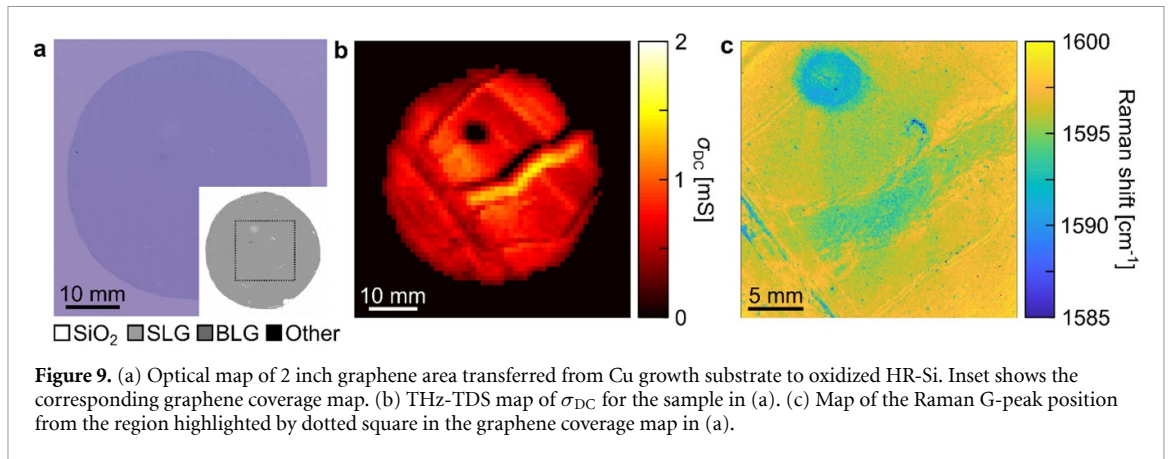 a
10 mm
SiO₂ SLG BLG Other
b
10 mm
2
1
0
σDC [mS]
c
5 mm
1600
1595
1590
1585
Raman shift [cm⁻¹]
Figure 9. (a) Optical map of 2 inch graphene area transferred from Cu growth substrate to oxidized HR-Si. Inset shows the
corresponding graphene coverage map. (b) THz-TDS map of σDC for the sample in (a). (c) Map of the Raman G-peak position
from the region highlighted by dotted square in the graphene coverage map in (a).